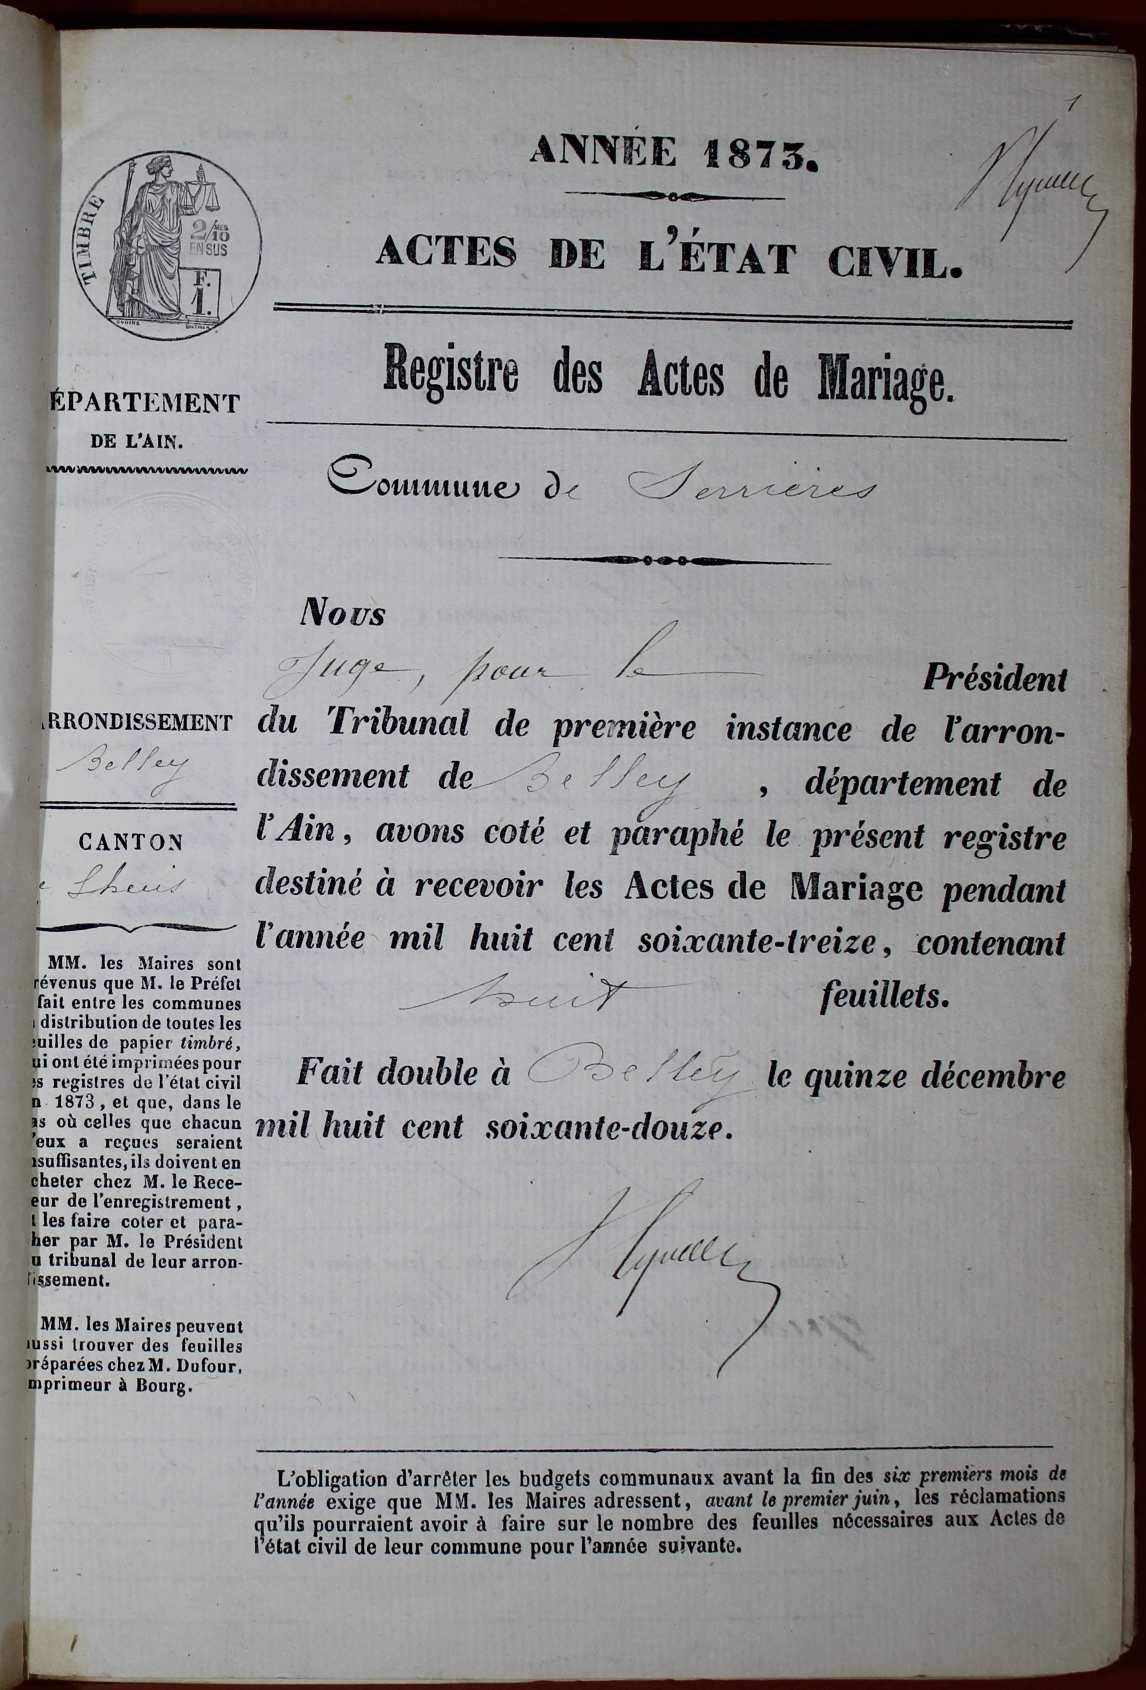 1
ANNÉE 1873.
ACTES DE L'ÉTAT CIVIL.
TIMBRE
2/10 MES
EN SUS
F.
1.
Registre des Actes de Mariage.
ÉPARTEMENT
DE L'AIN.
Commune de Serrières
Nous
Juge, pour le Président
du Tribunal de première instance de l'arron-
dissement de Belley, département de
l'Ain, avons coté et paraphé le présent registre
destiné à recevoir les Actes de Mariage pendant
l'année mil huit cent soixante-treize, contenant
huit feuillets.
Fait double à Belley le quinze décembre
mil huit cent soixante-douze.
RRONDISSEMENT
Belley
CANTON
e Lhuis
MM. les Maires sont
révenus que M. le Préfet
fait entre les communes
distribution de toutes les
euilles de papier timbré,
ui ont été imprimées pour
es registres de l'état civil
n 1873, et que, dans le
as où celles que chacun
'eux a reçues seraient
nsuffisantes, ils doivent en
cheter chez M. le Rece-
eur de l'enregistrement,
t les faire coter et para-
her par M. le Président
u tribunal de leur arron-
issement.
MM. les Maires peuvent
ussi trouver des feuilles
réparées chez M. Dufour,
mprimeur à Bourg.
L'obligation d'arrêter les budgets communaux avant la fin des six premiers mois de
l'année exige que MM. les Maires adressent, avant le premier juin, les réclamations
qu'ils pourraient avoir à faire sur le nombre des feuilles nécessaires aux Actes de
l'état civil de leur commune pour l'année suivante.